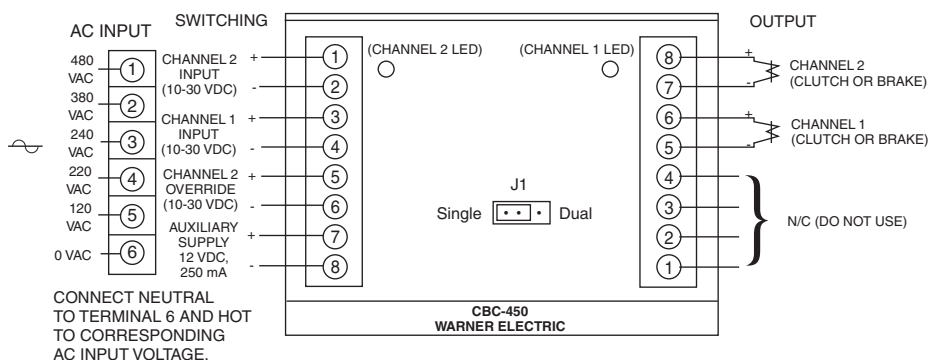 AC INPUT
480
VAC
1
380
VAC
2
240
VAC
3
220
VAC
4
120
VAC
5
0 VAC
6
CONNECT NEUTRAL
TO TERMINAL 6 AND HOT
TO CORRESPONDING
AC INPUT VOLTAGE.
SWITCHING
CHANNEL 2
INPUT
(10-30 VDC)
+
-
CHANNEL 1
INPUT
(10-30 VDC)
+
-
CHANNEL 2
OVERRIDE
(10-30 VDC)
+
-
AUXILIARY
SUPPLY
12 VDC,
250 mA
+
-
1
2
3
4
5
6
7
8
(CHANNEL 2 LED)
(CHANNEL 1 LED)
J1
Single
Dual
CBC-450
WARNER ELECTRIC
8
7
6
5
4
3
2
1
OUTPUT
+
-
CHANNEL 2
(CLUTCH OR BRAKE)
+
-
CHANNEL 1
(CLUTCH OR BRAKE)
N/C (DO NOT USE)